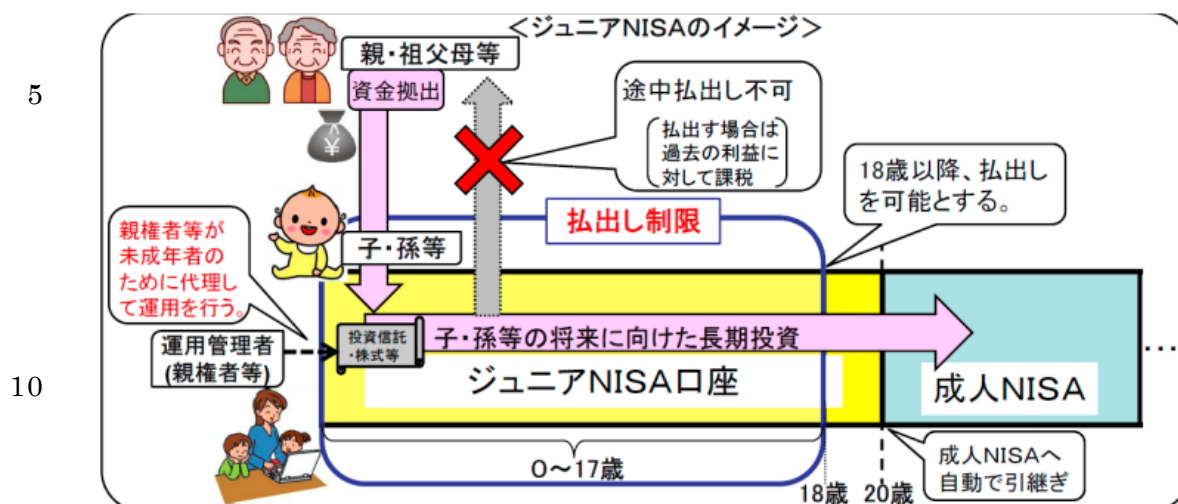 <ジュニアNISAのイメージ>
親・祖父母等
5
資金拠出
¥
途中払出し不可
払出す場合は
過去の利益に
対して課税
18歳以降、払出し
を可能とする。
払出し制限
親権者等が
未成年者の
ために代理し
て運用を行う。
子・孫等
投資信託
・株式等
子・孫等の将来に向けた長期投資
運用管理者
(親権者等)
…
10
ジュニアNISA口座
成人NISA
0～17歳
18歳
20歳
成人NISAへ
自動で引継ぎ